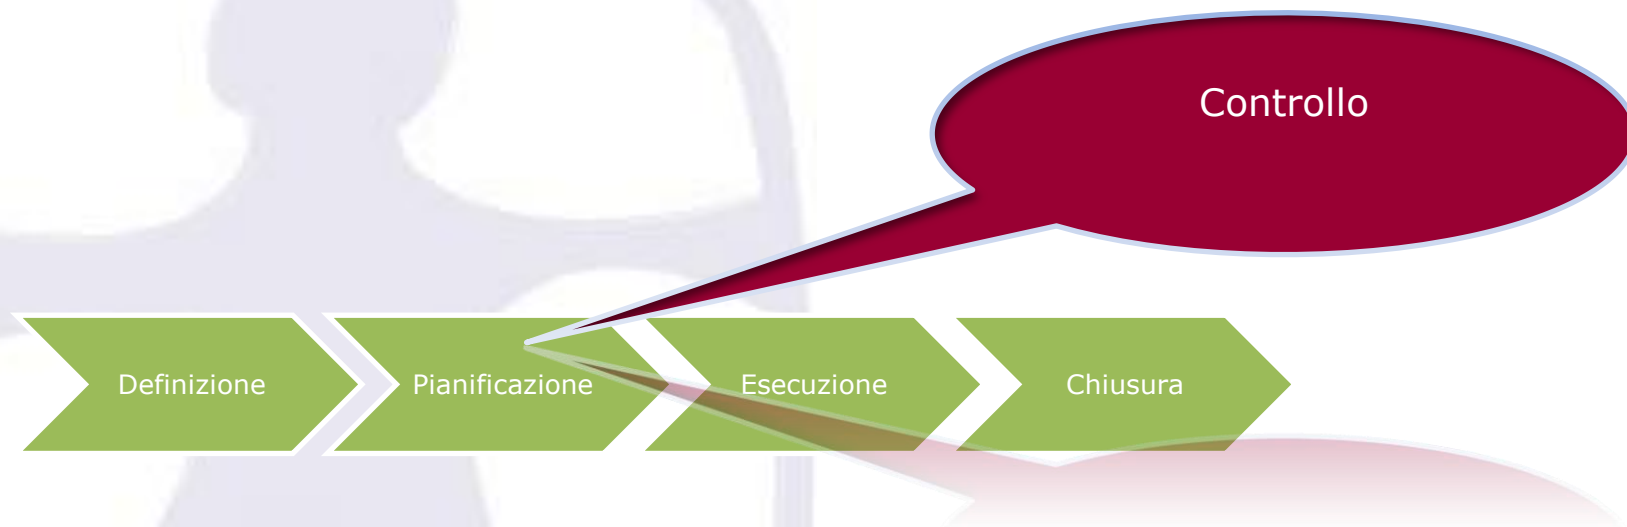 Controllo
Definizione
Pianificazione
Esecuzione
Chiusura